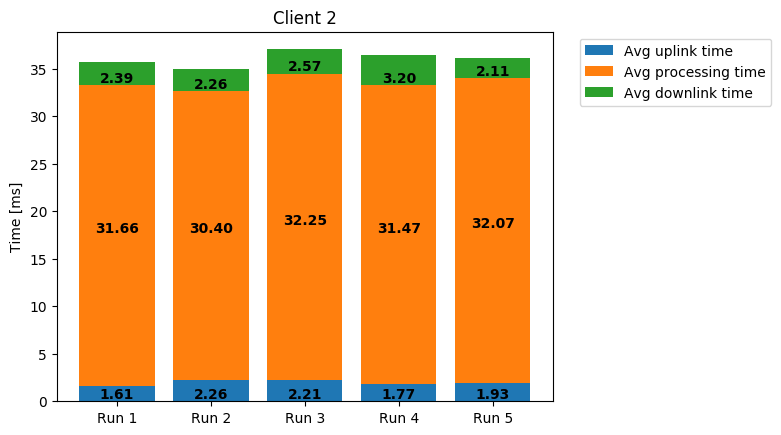 Client 2
Avg uplink time
Avg processing time
Avg downlink time
Time [ms]
35
30
25
20
15
10
5
0
2.39 2.26 2.57 3.20 2.11
31.66 30.40 32.25 31.47 32.07
1.61 2.26 2.21 1.77 1.93
Run 1 Run 2 Run 3 Run 4 Run 5